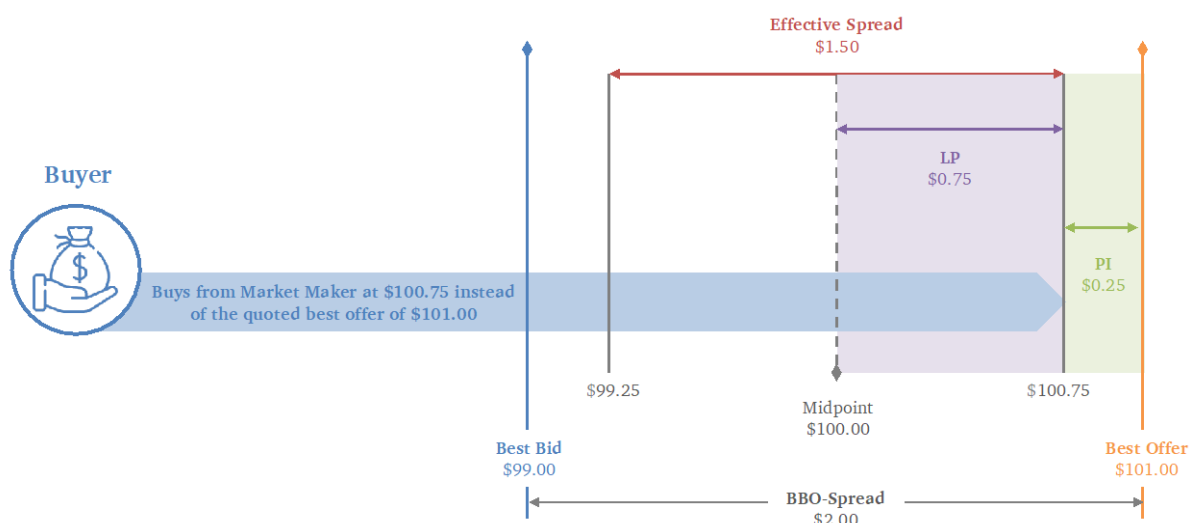 Effective Spread
$1.50
LP
$0.75
Buyer
$
PI
$0.25
Buys from Market Maker at $100.75 instead
of the quoted best offer of $101.00
$99.25
$100.75
Midpoint
$100.00
Best Bid
$99.00
Best Offer
$101.00
BBO-Spread
$2.00